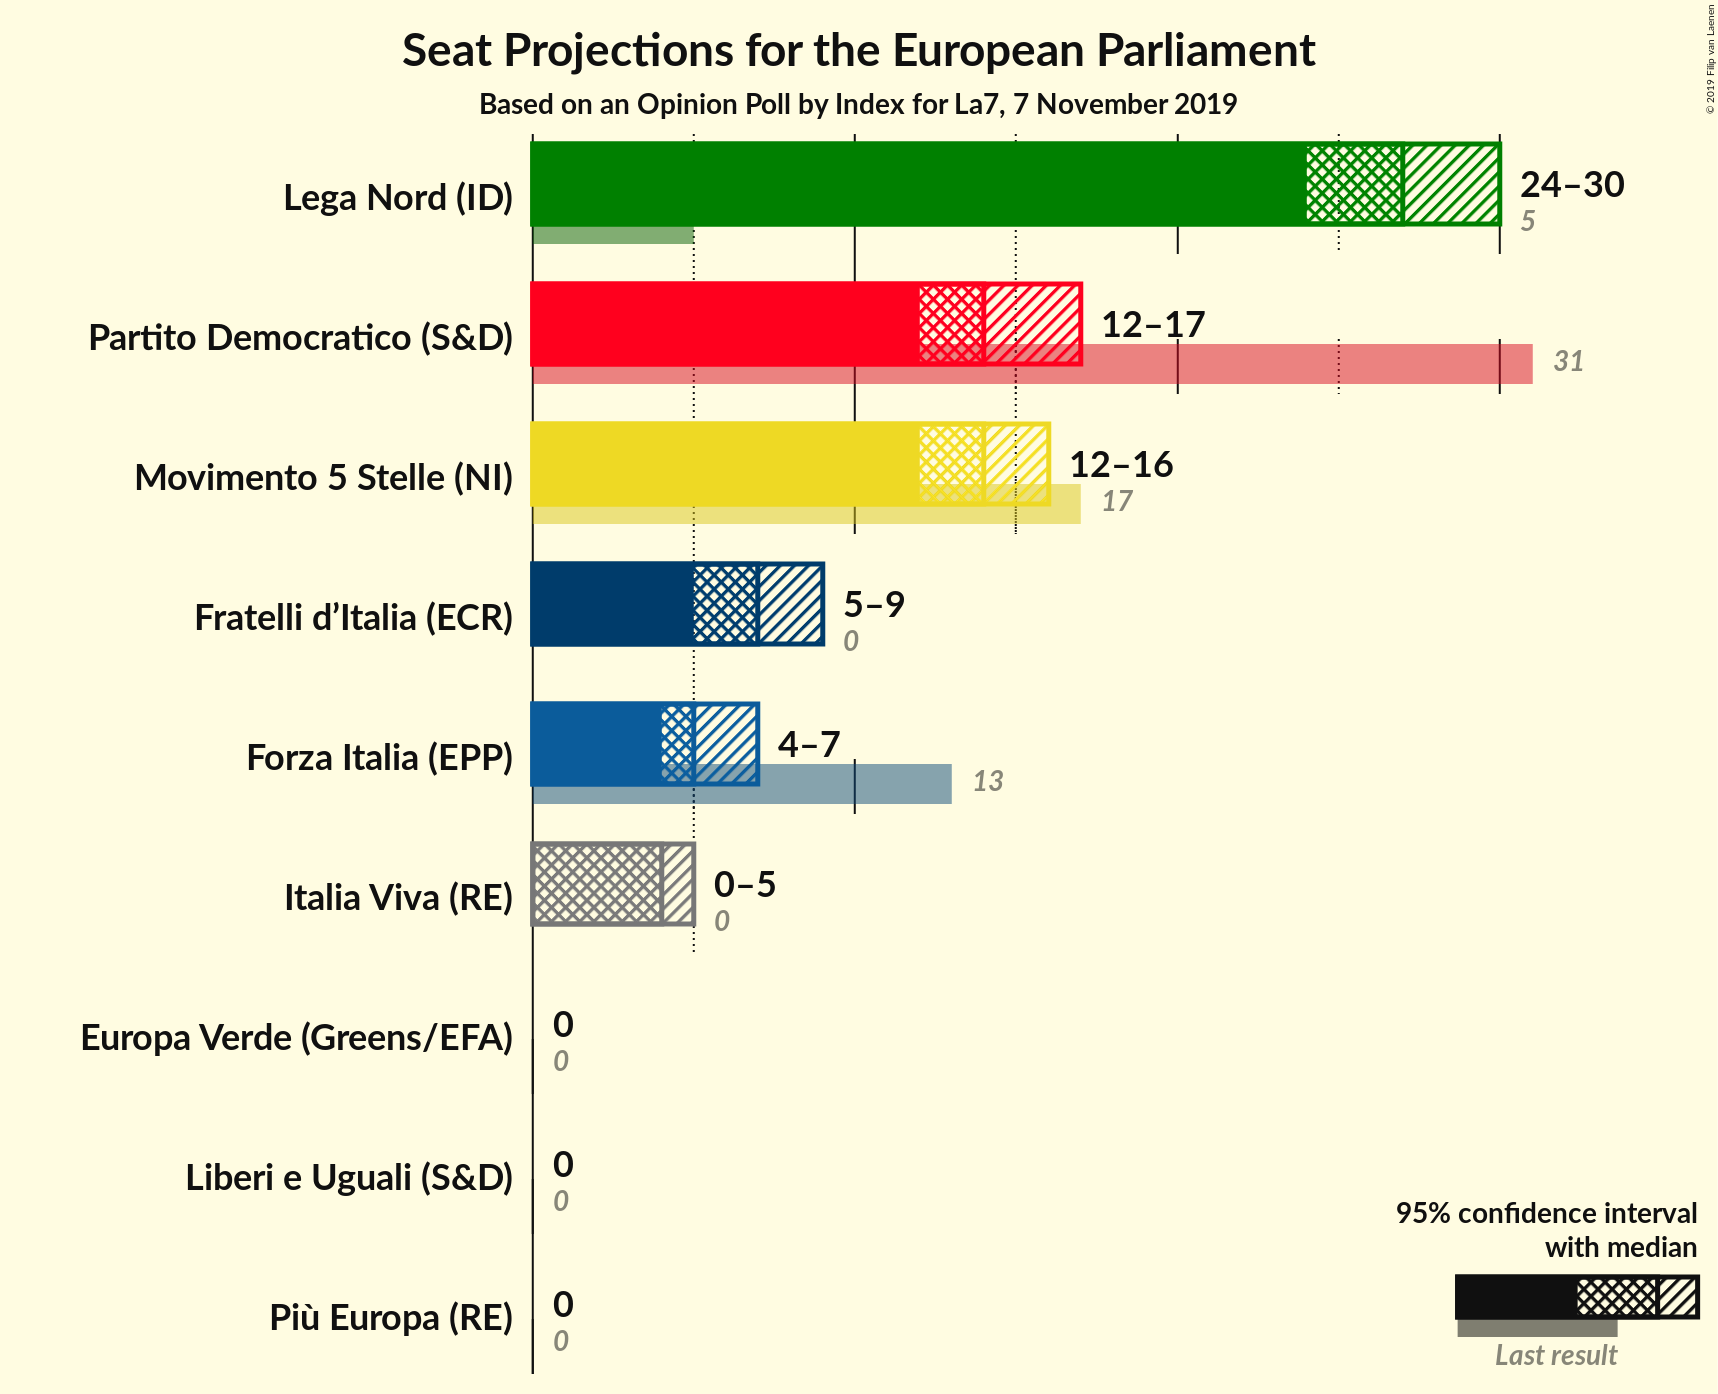 Seat Projections for the European Parliament
Based on an Opinion Poll by Index for La7, 7 November 2019
© 2019 Filip van Laenen
Lega Nord (ID)
24–30
5
Partito Democratico (S&D)
12–17
31
Movimento 5 Stelle (NI)
12–16
17
Fratelli d’Italia (ECR)
5–9
0
Forza Italia (EPP)
4–7
13
Italia Viva (RE)
0–5
0
Europa Verde (Greens/EFA)
0
0
Liberi e Uguali (S&D)
0
0
Più Europa (RE)
0
0
95% confidence interval
with median
Last result